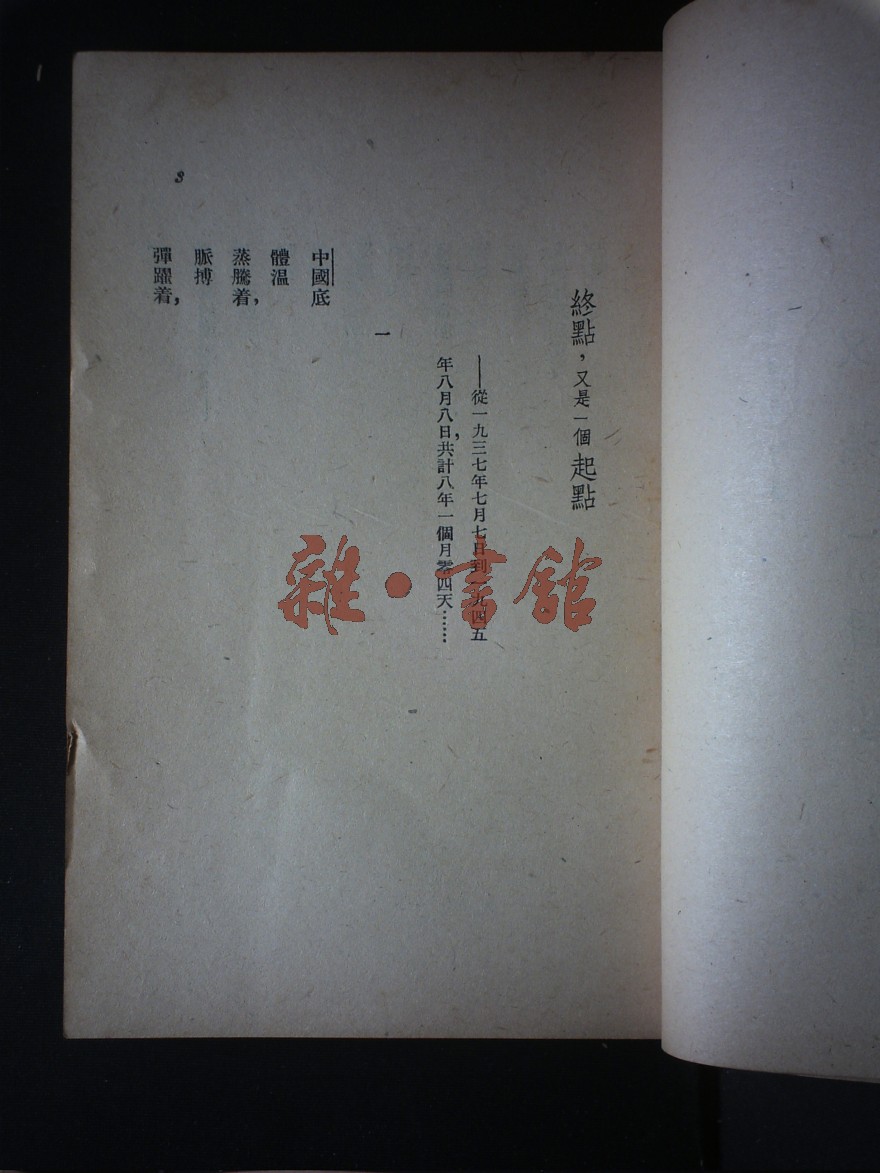 終點，又是一個起點
——從一九三七年七月七日到一九四五
年八月八日，共計八年一個月零四天……
一
中國底
體溫
蒸騰着，
脈搏
彈躍着，
3
雜·書館